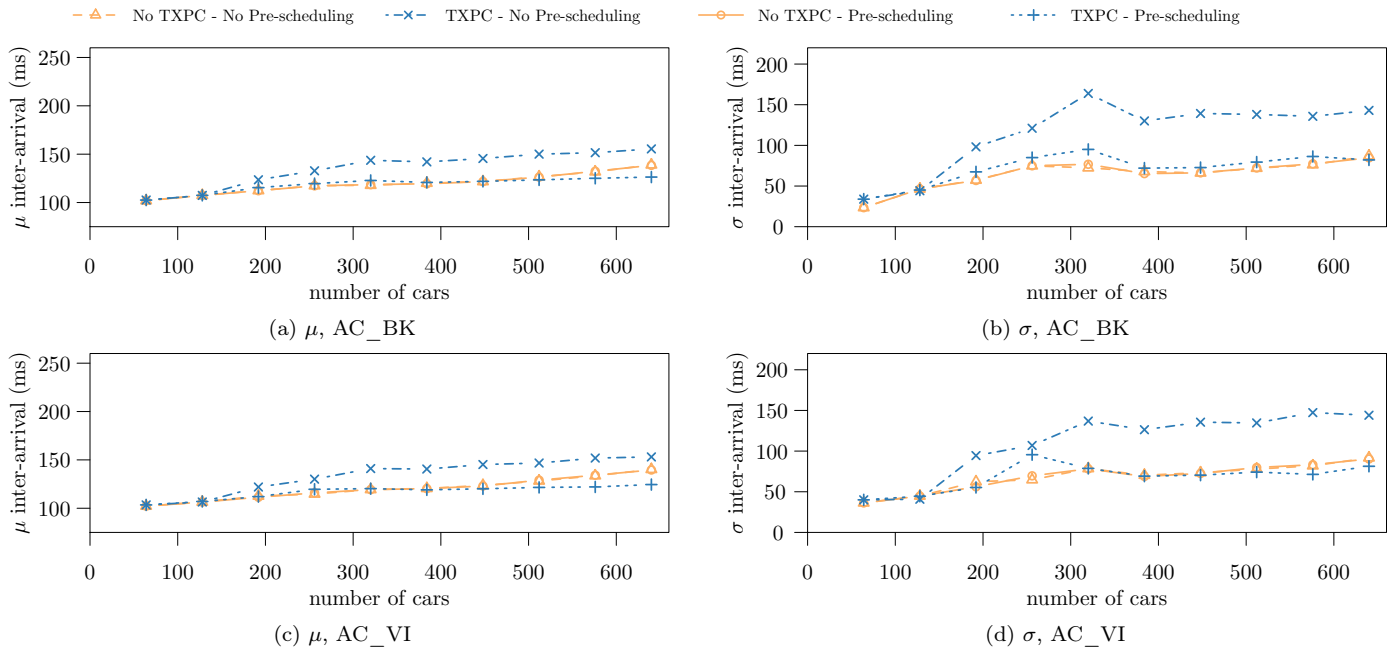 No TXPC - No Pre-scheduling
TXPC - No Pre-scheduling
No TXPC - Pre-scheduling
TXPC - Pre-scheduling
μ inter-arrival (ms)
250
200
150
100
0 100 200 300 400 500 600
number of cars
(a) μ, AC_BK
σ inter-arrival (ms)
200
150
100
50
0
0 100 200 300 400 500 600
number of cars
(b) σ, AC_BK
μ inter-arrival (ms)
250
200
150
100
0 100 200 300 400 500 600
number of cars
(c) μ, AC_VI
σ inter-arrival (ms)
200
150
100
50
0
0 100 200 300 400 500 600
number of cars
(d) σ, AC_VI